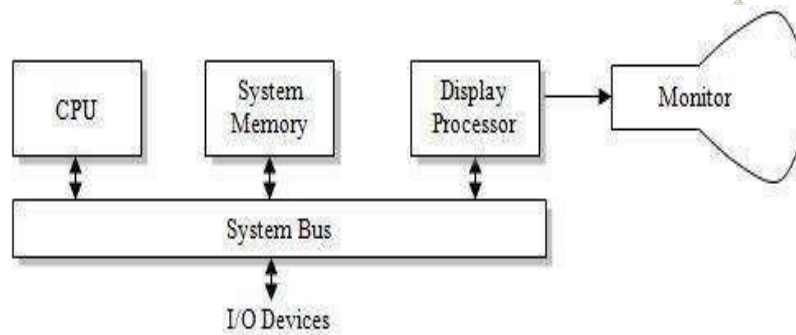 CPU
System
Memory
Display
Processor
Monitor
System Bus
I/O Devices